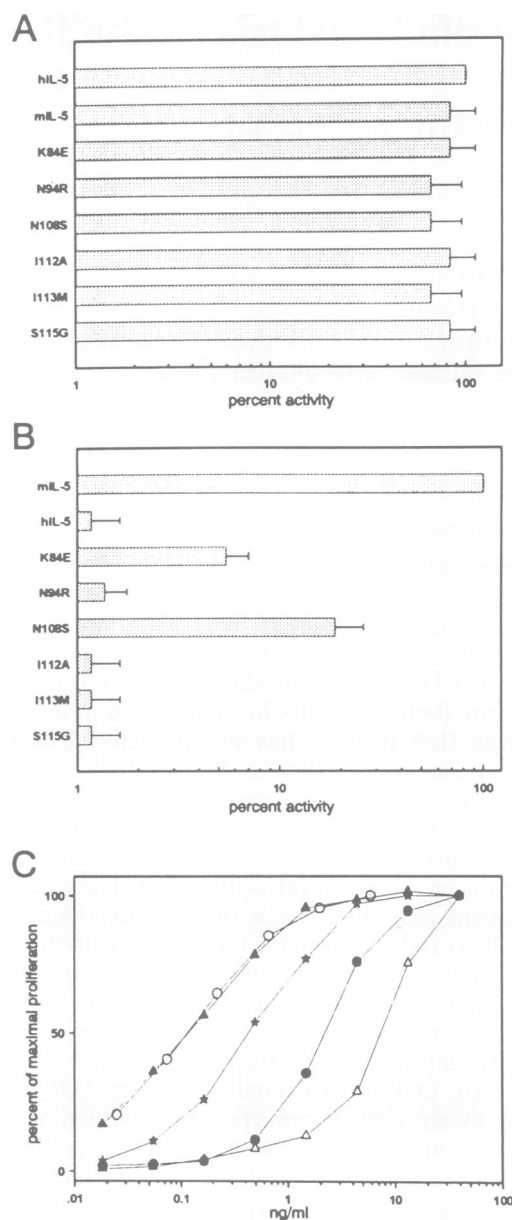 A
hIL-5
mIL-5
K84E
N94R
N108S
I112A
I113M
S115G
1 10 100
percent activity
B
mIL-5
hIL-5
K84E
N94R
N108S
I112A
I113M
S115G
1 10 100
percent activity
C
percent of maximal proliferation
100
50
0
.01 0.1 1 10 100
ng/ml